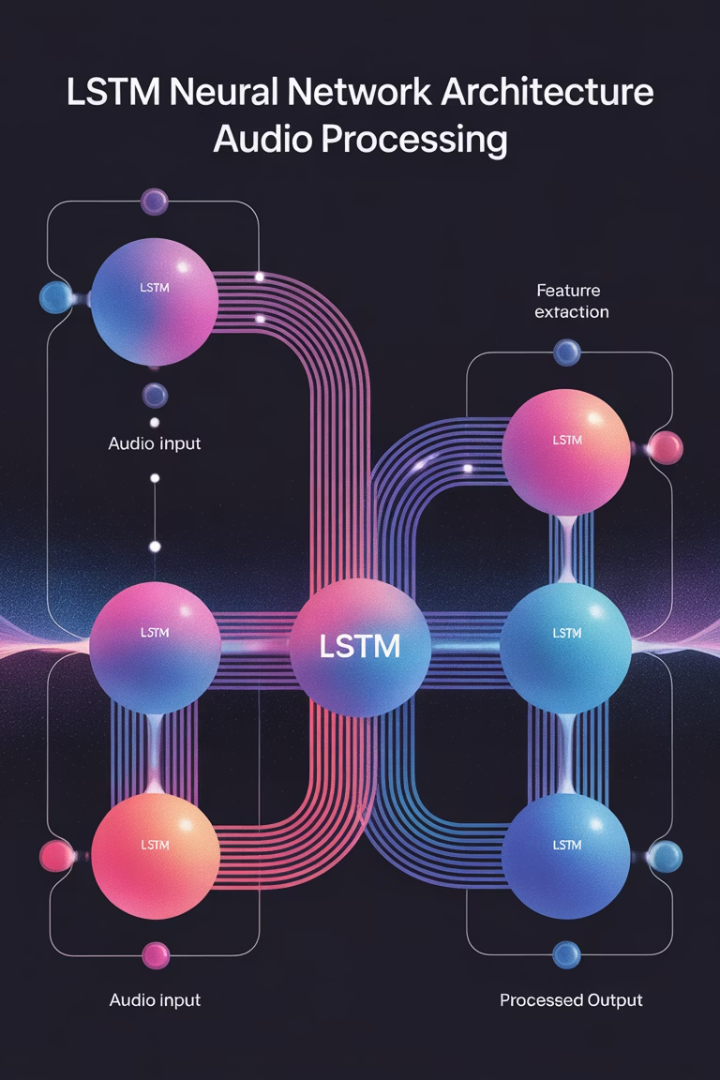 LSTM Neural Network Architecture
Audio Processing
LSTM
Featurre
extaction
LSTM
Audio input
LSTM
LSTM
LSTM
LSTM
LSTM
Audio input
Processed Output